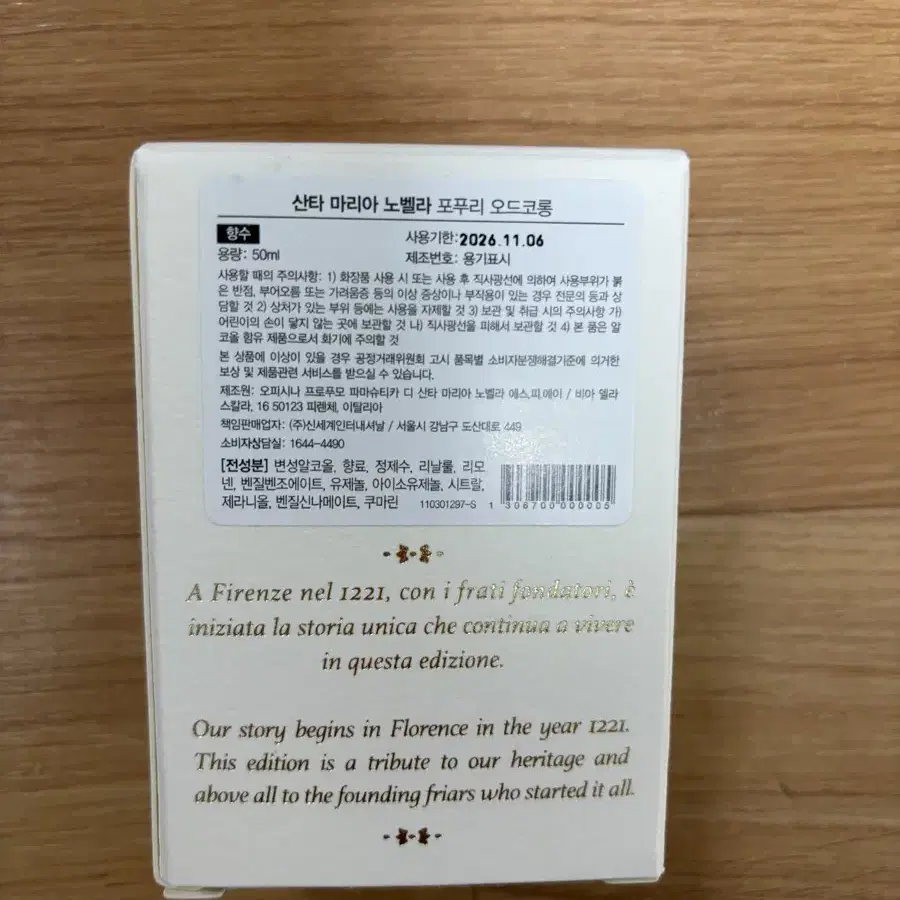 산타 마리아 노벨라 포푸리 오드코롱
향수
사용기한:2026.11.06
용량: 50ml
제조번호: 용기표시
사용할 때의 주의사항: 1) 화장품 사용 시 또는 사용 후 직사광선에 의하여 사용부위가 붉
은 반점, 부어오름 또는 가려움증 등의 이상 증상이나 부작용이 있는 경우 전문의 등과 상
담할 것 2) 상처가 있는 부위 등에는 사용을 자제할 것 3) 보관 및 취급 시의 주의사항 가)
어린이의 손이 닿지 않는 곳에 보관할 것 나) 직사광선을 피해서 보관할 것 4) 본 품은 알
코올 함유 제품으로서 화기에 주의할 것
본 상품에 이상이 있을 경우 공정거래위원회 고시 품목별 소비자분쟁해결기준에 의거한
보상 및 제품관련 서비스를 받으실 수 있습니다.
제조원: 오피시나 프로푸모 파마슈티카 디 산타 마리아 노벨라 에스.피.에이 / 비아 델라
스칼라, 16 50123 피렌체, 이탈리아
책임판매업자: (주)신세계인터내셔날 / 서울시 강남구 도산대로 449
소비자상담실: 1644-4490
[전성분] 변성알코올, 향료, 정제수, 리날룰, 리모
넨, 벤질벤조에이트, 유제놀, 아이소유제놀, 시트랄,
제라니올, 벤질신나메이트, 쿠마린
110301297-S
1 306700 000005
A Firenze nel 1221, con i frati fondatori, è
iniziata la storia unica che continua a vivere
in questa edizione.
Our story begins in Florence in the year 1221.
This edition is a tribute to our heritage and
above all to the founding friars who started it all.